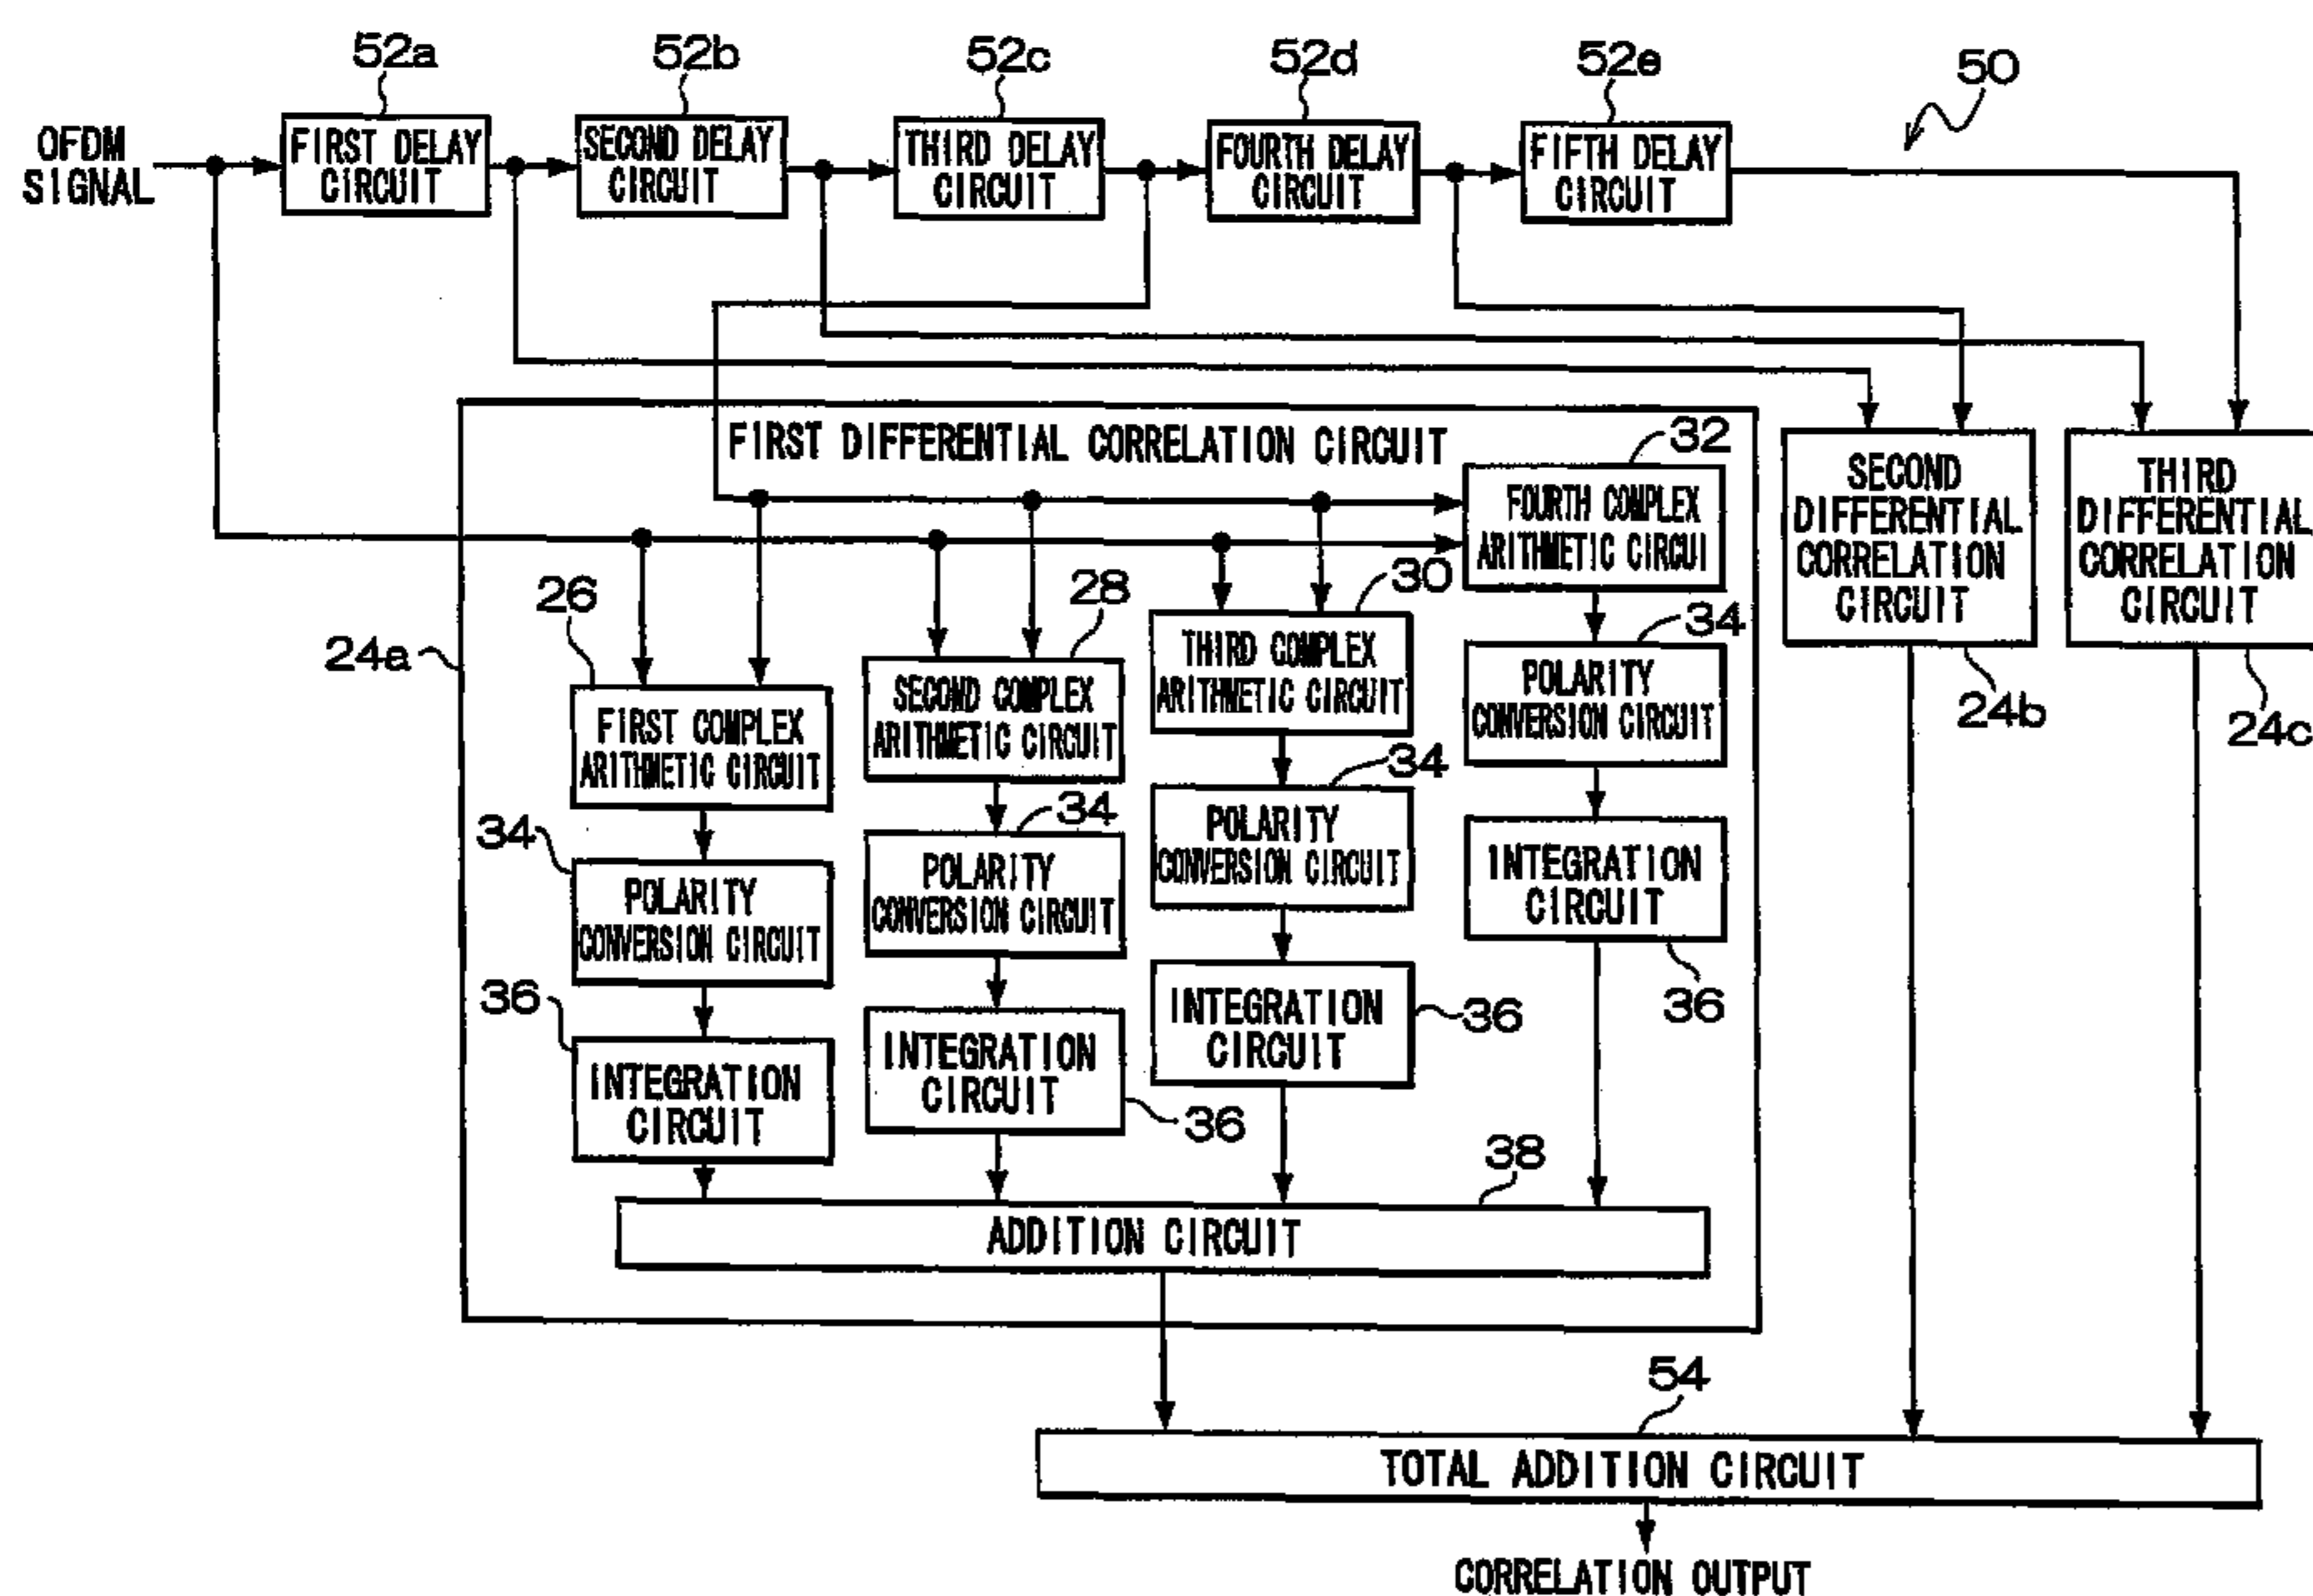 52a
52b
52c
52d
52e
50
OFDM
SIGNAL
FIRST DELAY
CIRCUIT
SECOND DELAY
CIRCUIT
THIRD DELAY
CIRCUIT
FOURTH DELAY
CIRCUIT
FIFTH DELAY
CIRCUIT
FIRST DIFFERENTIAL CORRELATION CIRCUIT
32
FOURTH COMPLEX
ARITHMETIC CIRCUI
SECOND
DIFFERENTIAL
CORRELATION
CIRCUIT
THIRD
DIFFERENTIAL
CORRELATION
CIRCUIT
24a
26
28
30
34
24b
24c
FIRST COMPLEX
ARITHMETIC CIRCUIT
SECOND COMPLEX
ARITHMETIC CIRCUIT
THIRD COMPLEX
ARITHMETIC CIRCUIT
POLARITY
CONVERSION CIRCUIT
34
POLARITY
CONVERSION CIRCUIT
34
POLARITY
CONVERSION CIRCUIT
34
POLARITY
CONVERSION CIRCUIT
INTEGRATION
CIRCUIT
36
36
INTEGRATION
CIRCUIT
INTEGRATION
CIRCUIT
36
INTEGRATION
CIRCUIT
36
38
ADDITION CIRCUIT
54
TOTAL ADDITION CIRCUIT
CORRELATION OUTPUT